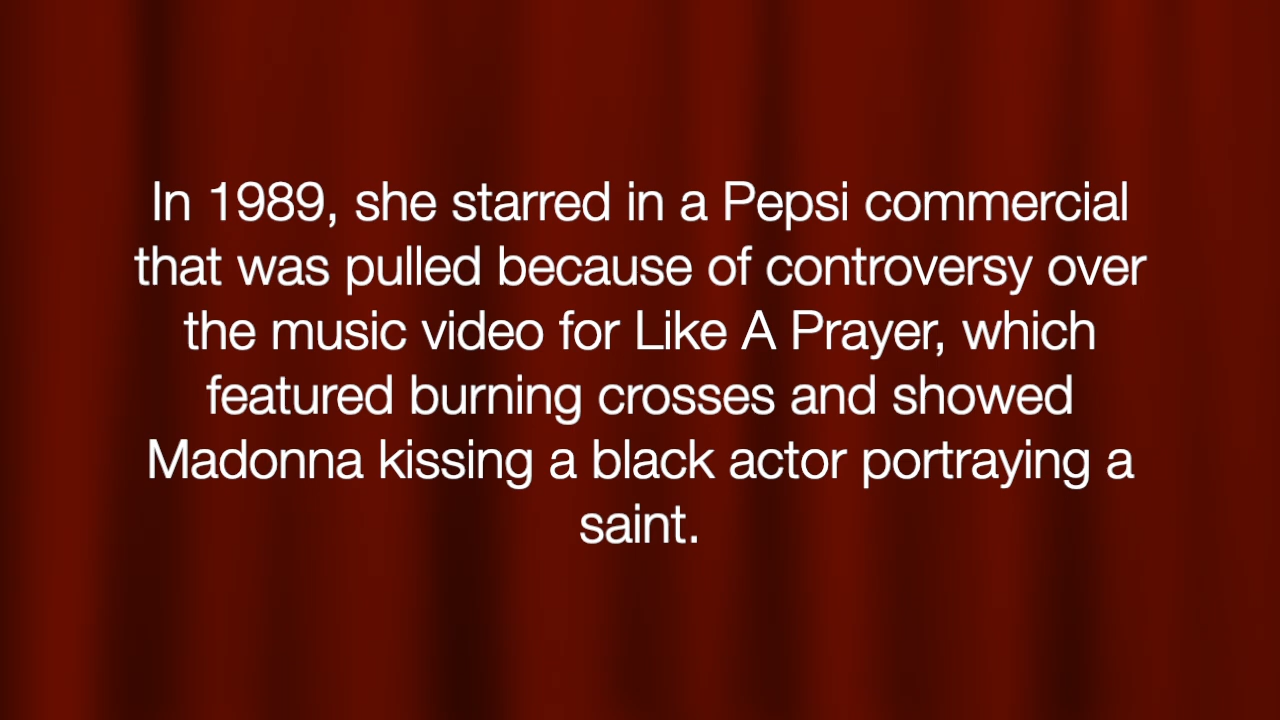 In 1989, she starred in a Pepsi commercial
that was pulled because of controversy over
the music video for Like A Prayer, which
featured burning crosses and showed
Madonna kissing a black actor portraying a
saint.